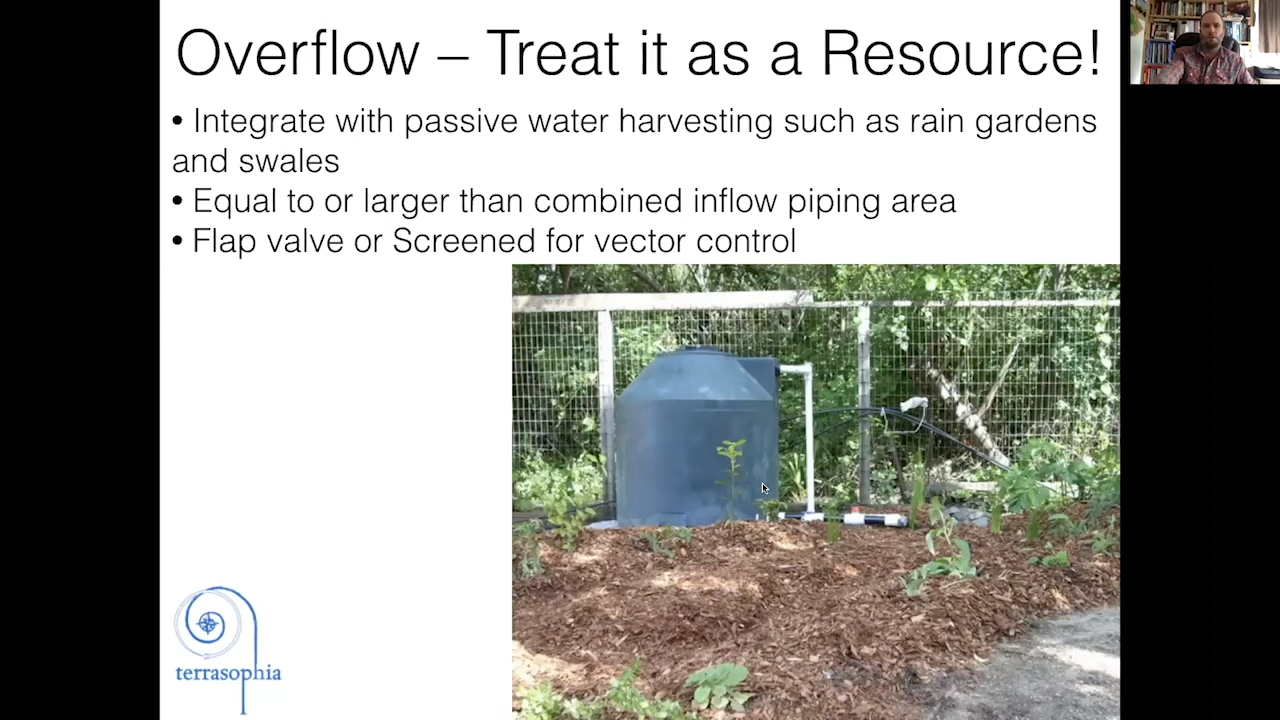 Overflow – Treat it as a Resource!
• Integrate with passive water harvesting such as rain gardens
and swales
• Equal to or larger than combined inflow piping area
• Flap valve or Screened for vector control
terrasophia